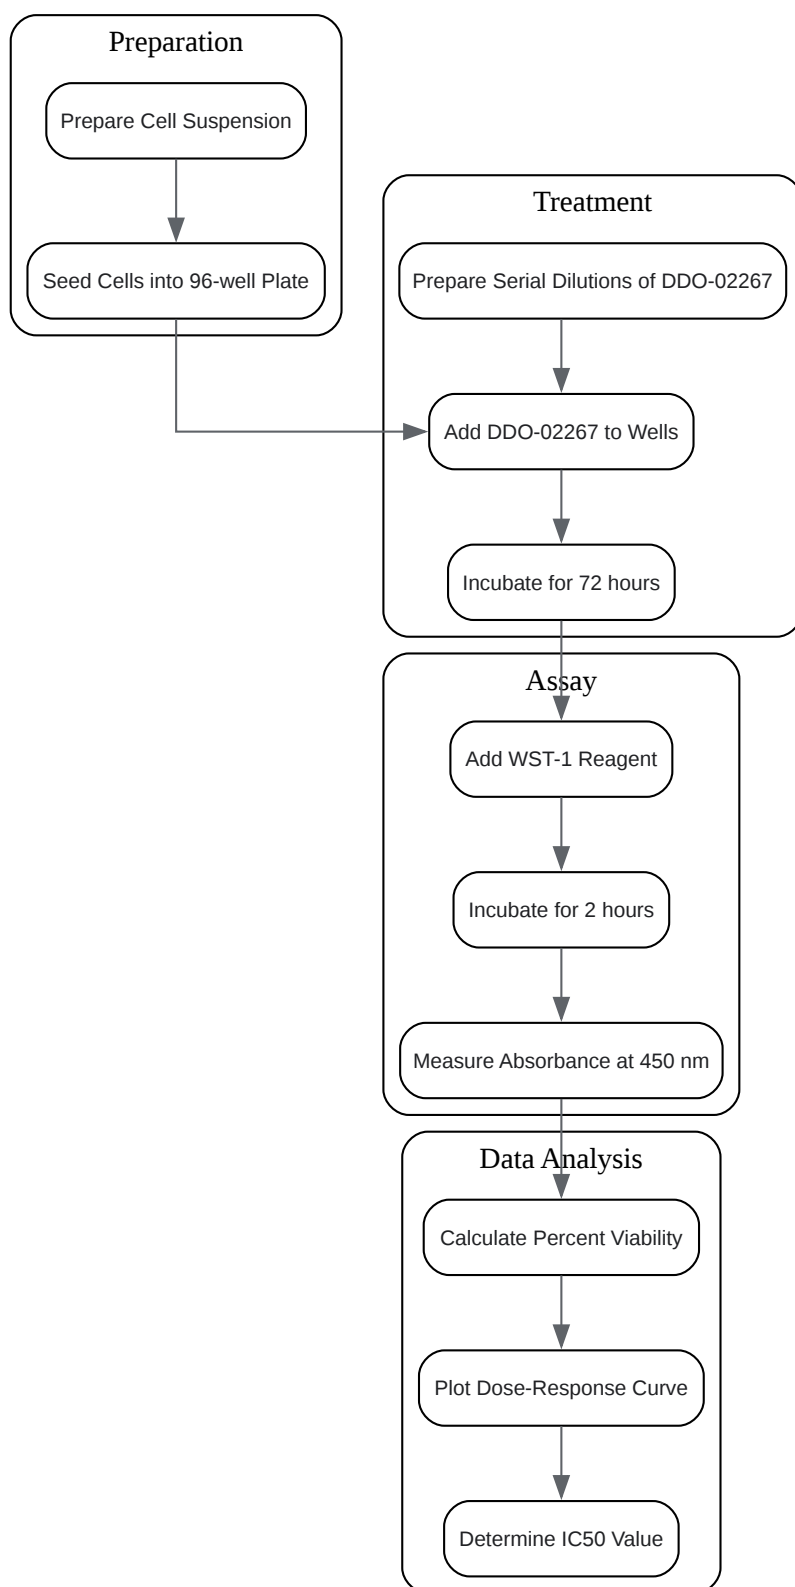 Preparation
Prepare Cell Suspension
Seed Cells into 96-well Plate
Treatment
Prepare Serial Dilutions of DDO-02267
Add DDO-02267 to Wells
Incubate for 72 hours
Assay
Add WST-1 Reagent
Incubate for 2 hours
Measure Absorbance at 450 nm
Data Analysis
Calculate Percent Viability
Plot Dose-Response Curve
Determine IC50 Value